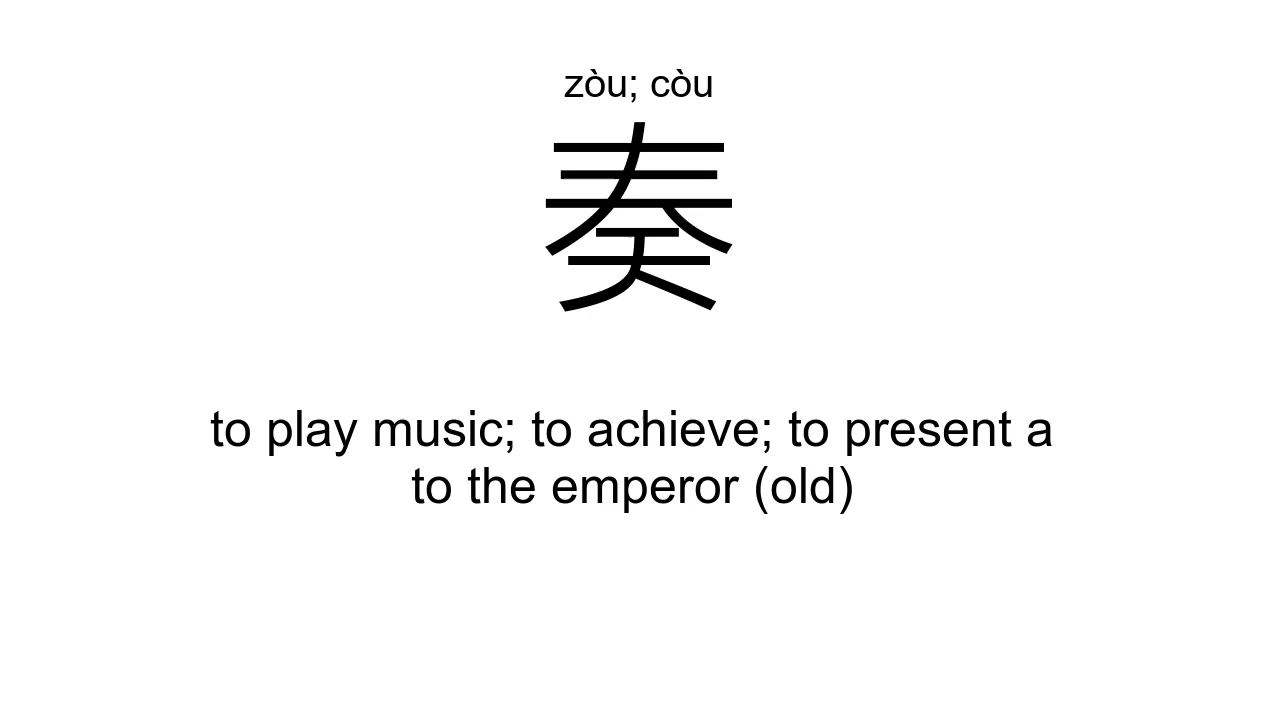 zòu; còu
奏
to play music; to achieve; to present a
to the emperor (old)